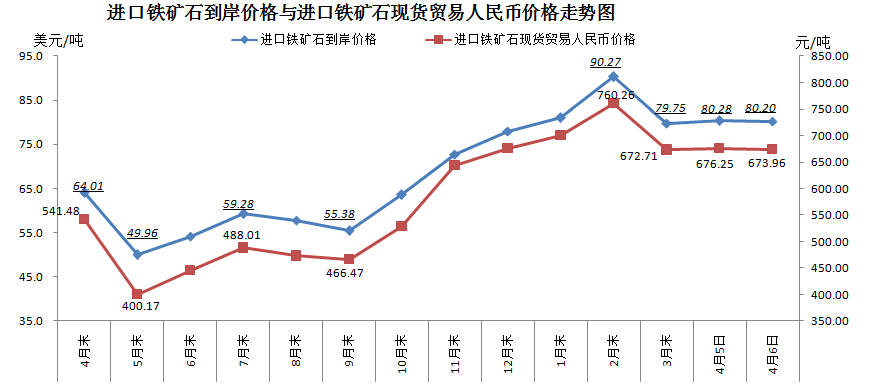 进口铁矿石到岸价格与进口铁矿石现货贸易人民币价格走势图
美元/吨
进口铁矿石到岸价格 进口铁矿石现货贸易人民币价格
元/吨
95.0
85.0
75.0
65.0
55.0
45.0
35.0
64.01
49.96
59.28
55.38
90.27
79.75
80.28
80.20
541.48
400.17
488.01
466.47
760.26
672.71
676.25
673.96
850.00
800.00
750.00
700.00
650.00
600.00
550.00
500.00
450.00
400.00
350.00
4月末
5月末
6月末
7月末
8月末
9月末
10月末
11月末
12月末
1月末
2月末
3月末
4月5日
4月6日